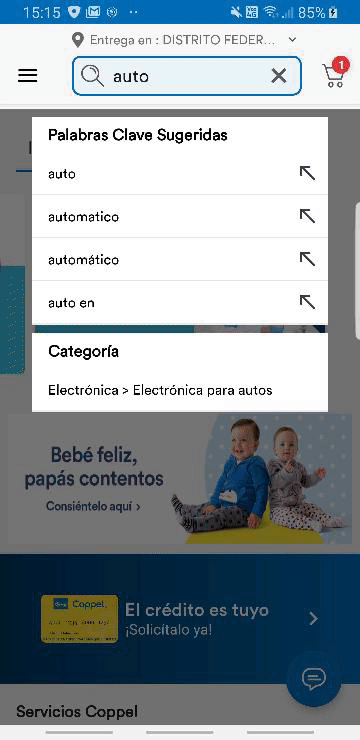 15:15
85%
Entrega en : DISTRITO FEDER...
auto
1
Palabras Clave Sugeridas
auto
automatico
automático
auto en
Categoría
Electrónica > Electrónica para autos
Bebé feliz,
papás contentos
Consiéntelo aquí >
Coppel.
El crédito es tuyo
¡Solicítalo ya!
Servicios Coppel